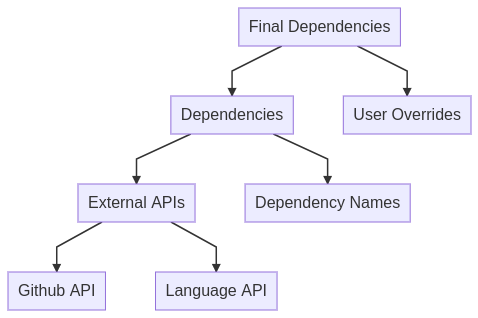 Final Dependencies
Dependencies
User Overrides
External APIs
Dependency Names
Github API
Language API